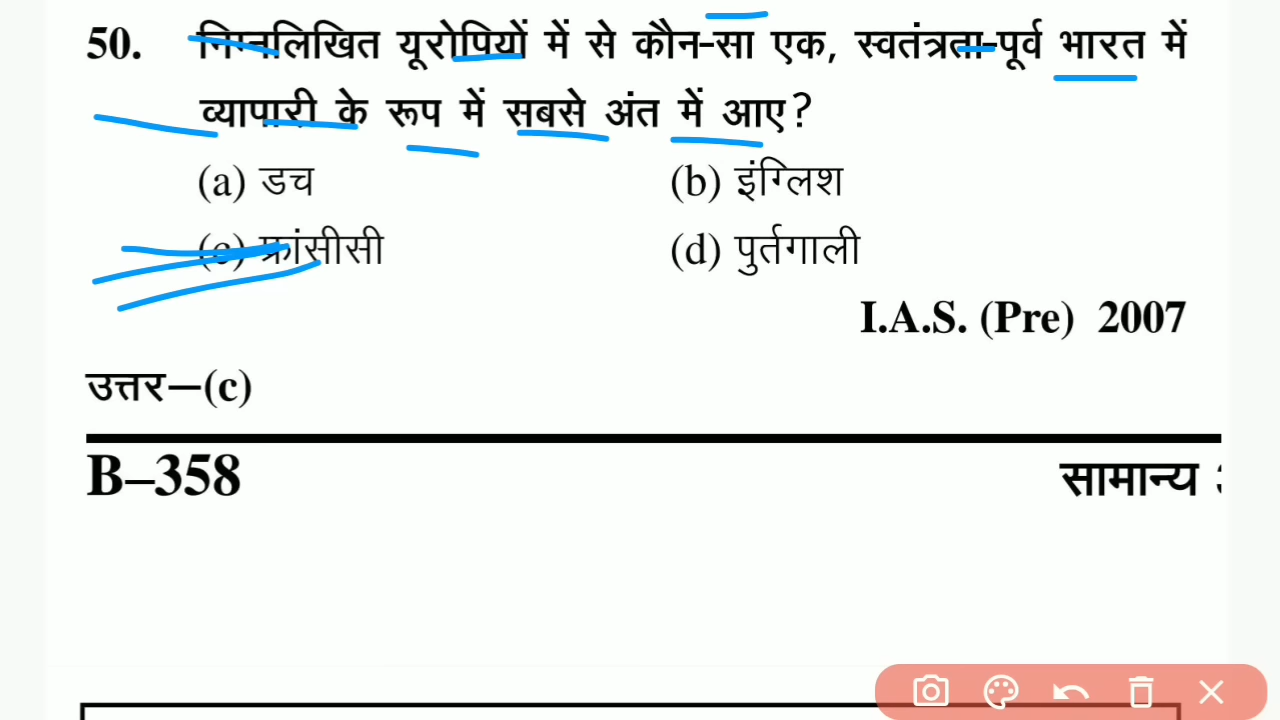 50. निम्नलिखित यूरोपियों में से कौन-सा एक, स्वतंत्रता-पूर्व भारत में
व्यापारी के रूप में सबसे अंत में आए?
(a) डच (b) इंग्लिश
(c) फ्रांसीसी (d) पुर्तगाली
I.A.S. (Pre) 2007
उत्तर—(c)
B–358 सामान्य